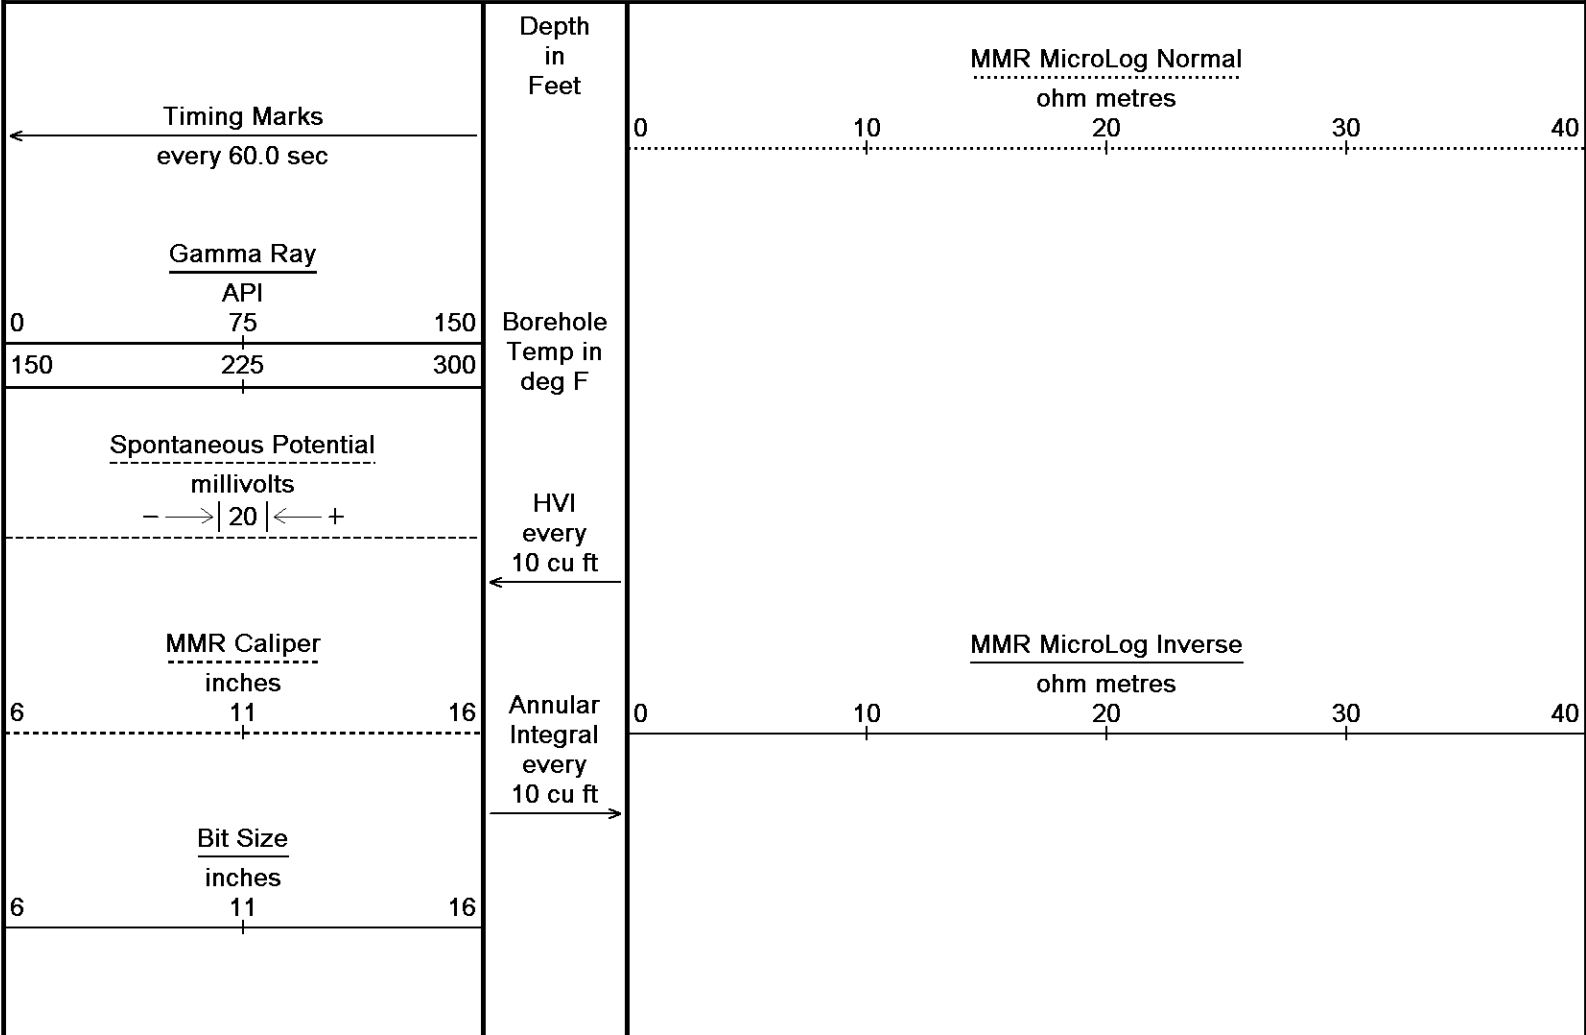 Timing Marks
every 60.0 sec
Gamma Ray
API
0 75 150
150 225 300
Spontaneous Potential
millivolts
− → | 20 | ← +
MMR Caliper
inches
6 11 16
Bit Size
inches
6 11 16
Depth
in
Feet
Borehole
Temp in
deg F
HVI
every
10 cu ft
Annular
Integral
every
10 cu ft
MMR MicroLog Normal
ohm metres
0 10 20 30 40
MMR MicroLog Inverse
ohm metres
0 10 20 30 40